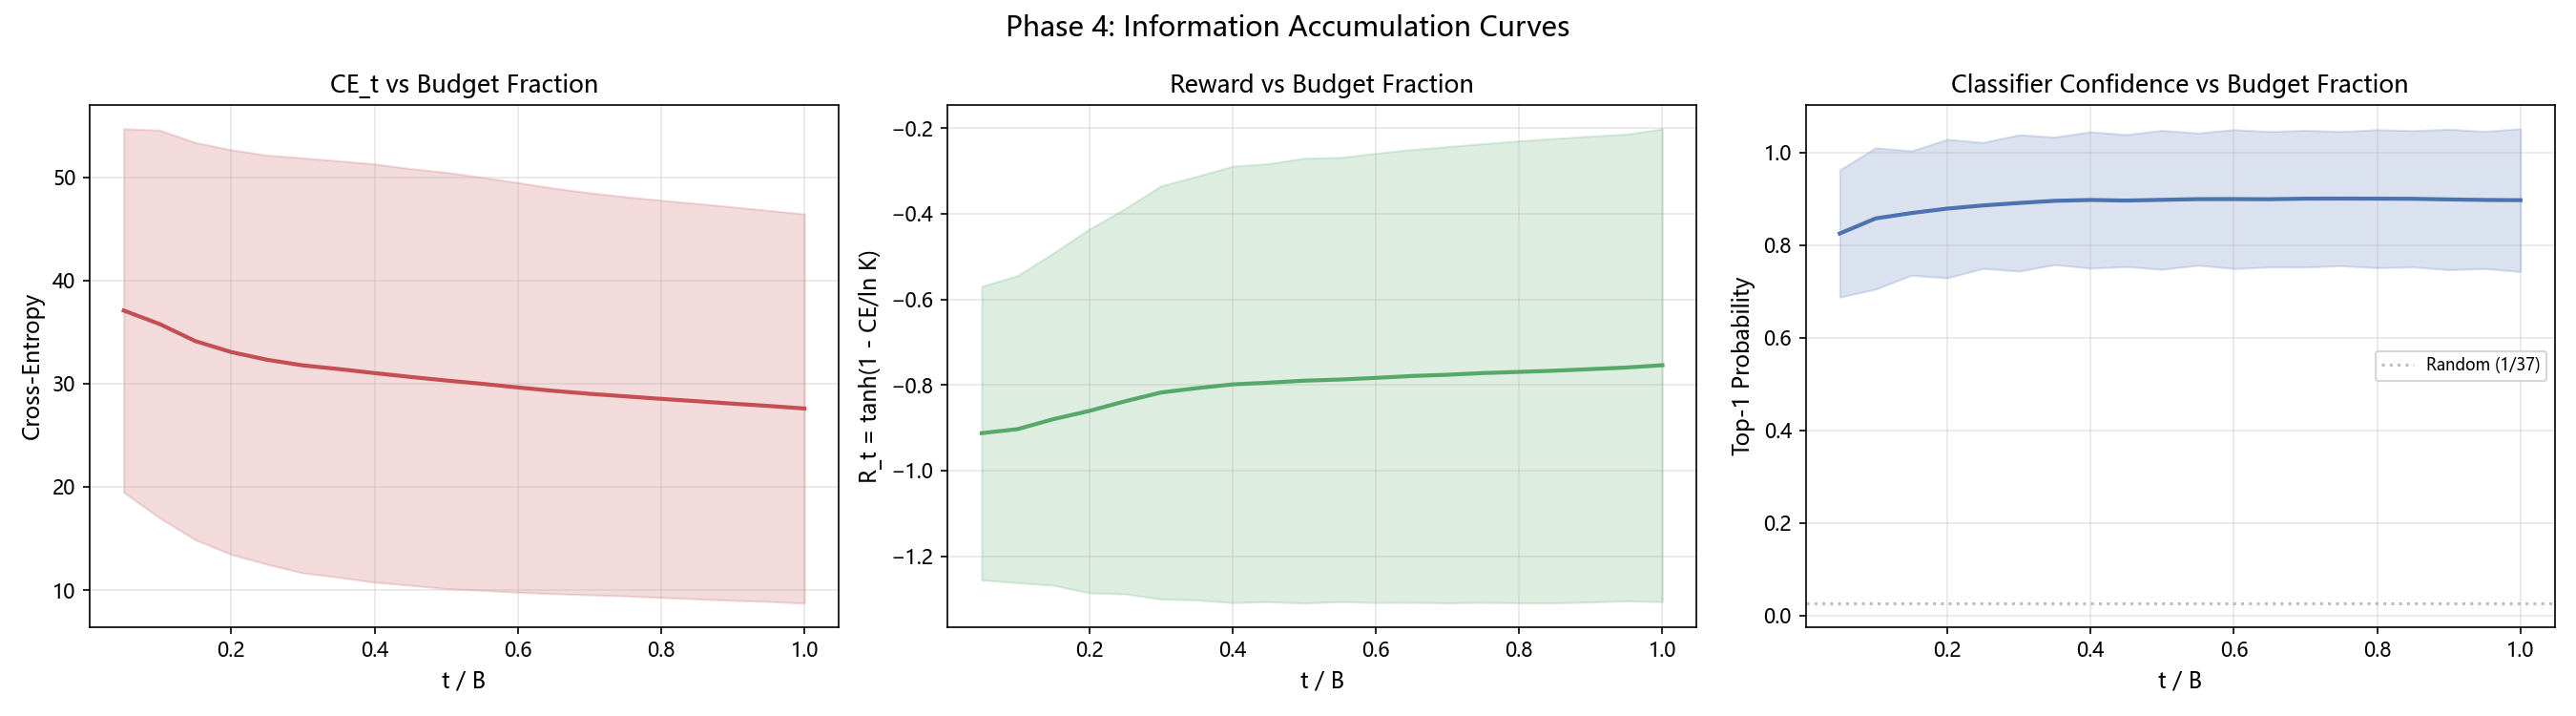 Phase 4: Information Accumulation Curves
CE_t vs Budget Fraction
Cross-Entropy
50
40
30
20
10
0.2 0.4 0.6 0.8 1.0
t / B
Reward vs Budget Fraction
R_t = tanh(1 - CE/ln K)
−0.2
−0.4
−0.6
−0.8
−1.0
−1.2
0.2 0.4 0.6 0.8 1.0
t / B
Classifier Confidence vs Budget Fraction
Top-1 Probability
1.0
0.8
0.6
0.4
0.2
0.0
Random (1/37)
0.2 0.4 0.6 0.8 1.0
t / B